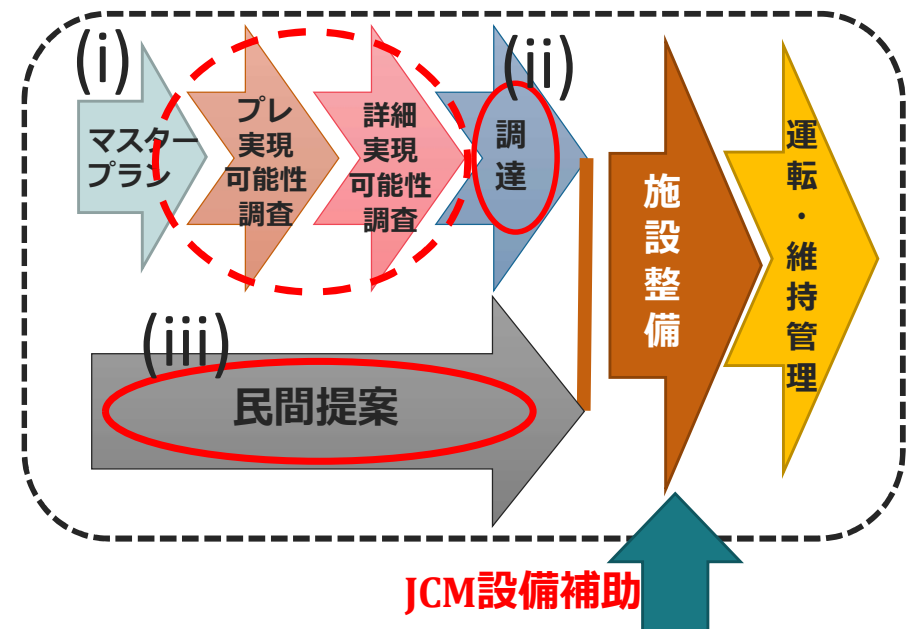 (i)
マスター
プラン
プレ
実現
可能性
調査
詳細
実現
可能性
調査
(ii)
調
達
施
設
整
備
運
転
・
維
持
管
理
(iii)
民間提案
JCM設備補助